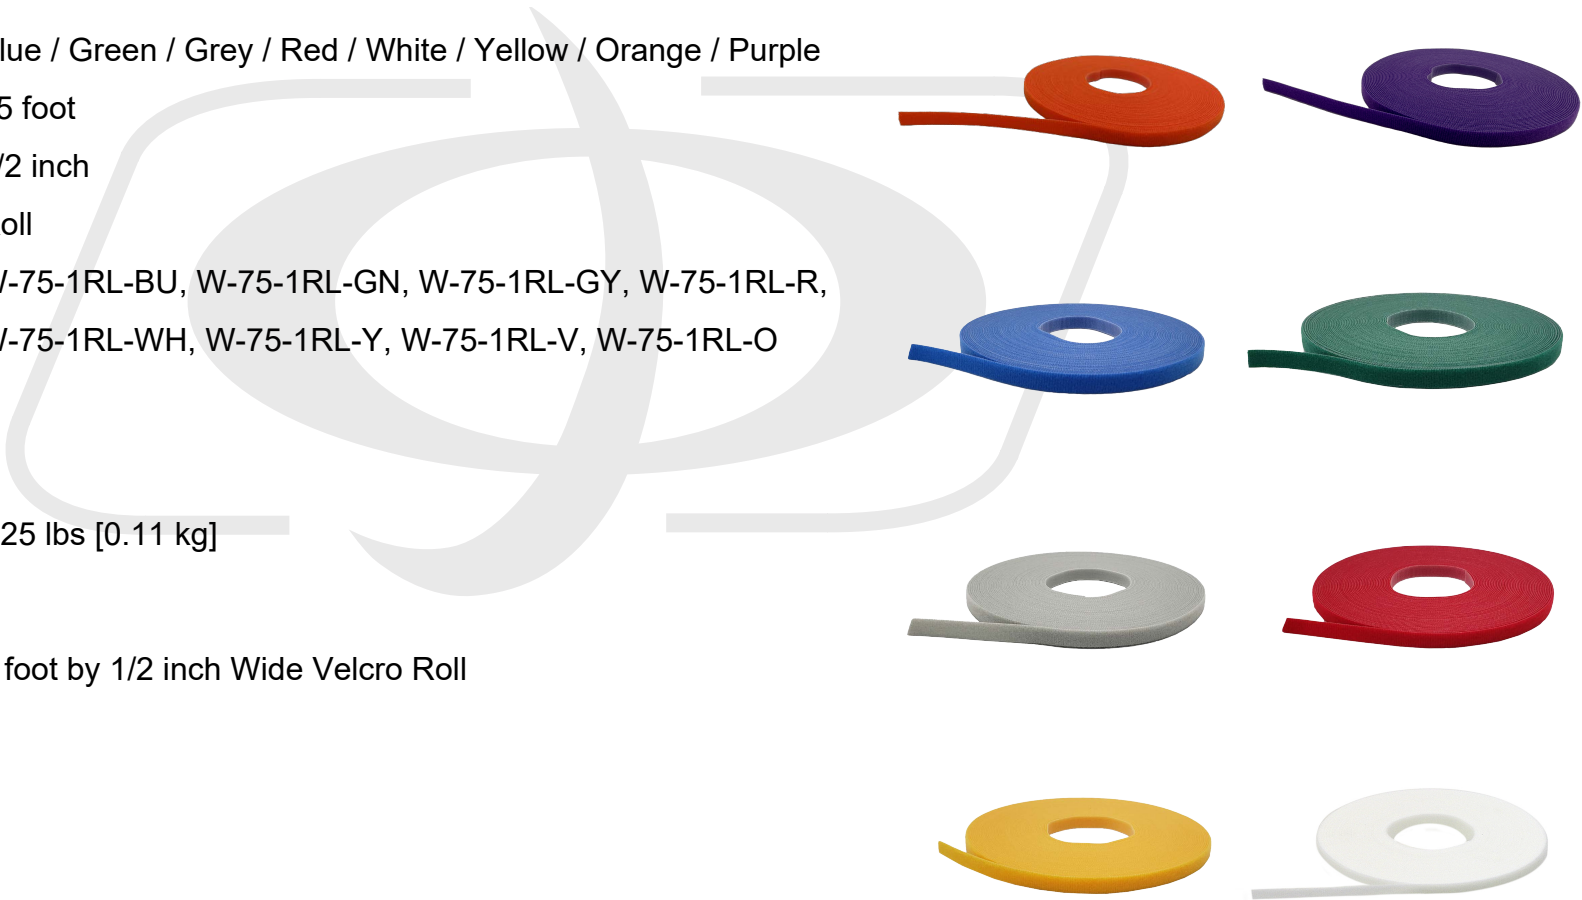 lue / Green / Grey / Red / White / Yellow / Orange / Purple
5 foot
/2 inch
oll
W-75-1RL-BU, W-75-1RL-GN, W-75-1RL-GY, W-75-1RL-R,
W-75-1RL-WH, W-75-1RL-Y, W-75-1RL-V, W-75-1RL-O
25 lbs [0.11 kg]
foot by 1/2 inch Wide Velcro Roll